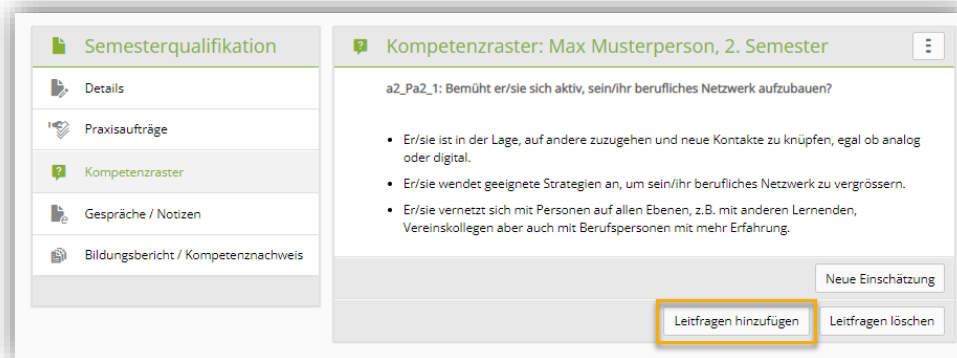 Semesterqualifikation
Details
Praxisaufträge
Kompetenzraster
Gespräche / Notizen
Bildungsbericht / Kompetenznachweis
Kompetenzraster: Max Musterperson, 2. Semester
a2_Pa2_1: Bemüht er/sie sich aktiv, sein/ihr berufliches Netzwerk aufzubauen?
• Er/sie ist in der Lage, auf andere zuzugehen und neue Kontakte zu knüpfen, egal ob analog
oder digital.
• Er/sie wendet geeignete Strategien an, um sein/ihr berufliches Netzwerk zu vergrössern.
• Er/sie vernetzt sich mit Personen auf allen Ebenen, z.B. mit anderen Lernenden,
Vereinskollegen aber auch mit Berufspersonen mit mehr Erfahrung.
Neue Einschätzung
Leitfragen hinzufügen
Leitfragen löschen